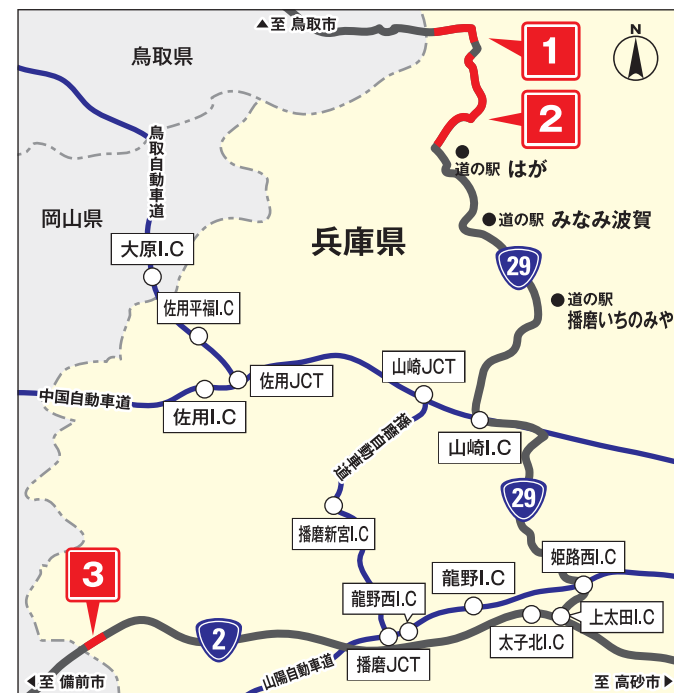 ▲至 鳥取市
鳥取県
1
N
2
鳥取自動車道
道の駅 はが
岡山県
兵庫県
道の駅 みなみ波賀
大原I.C
29
道の駅
播磨いちのみや
佐用平福I.C
山崎JCT
佐用JCT
中国自動車道
佐用I.C
播磨自動車道
山崎I.C
29
播磨新宮I.C
姫路西I.C
3
龍野I.C
龍野西I.C
上太田I.C
2
太子北I.C
播磨JCT
山陽自動車道
◀至 備前市
至 高砂市▶